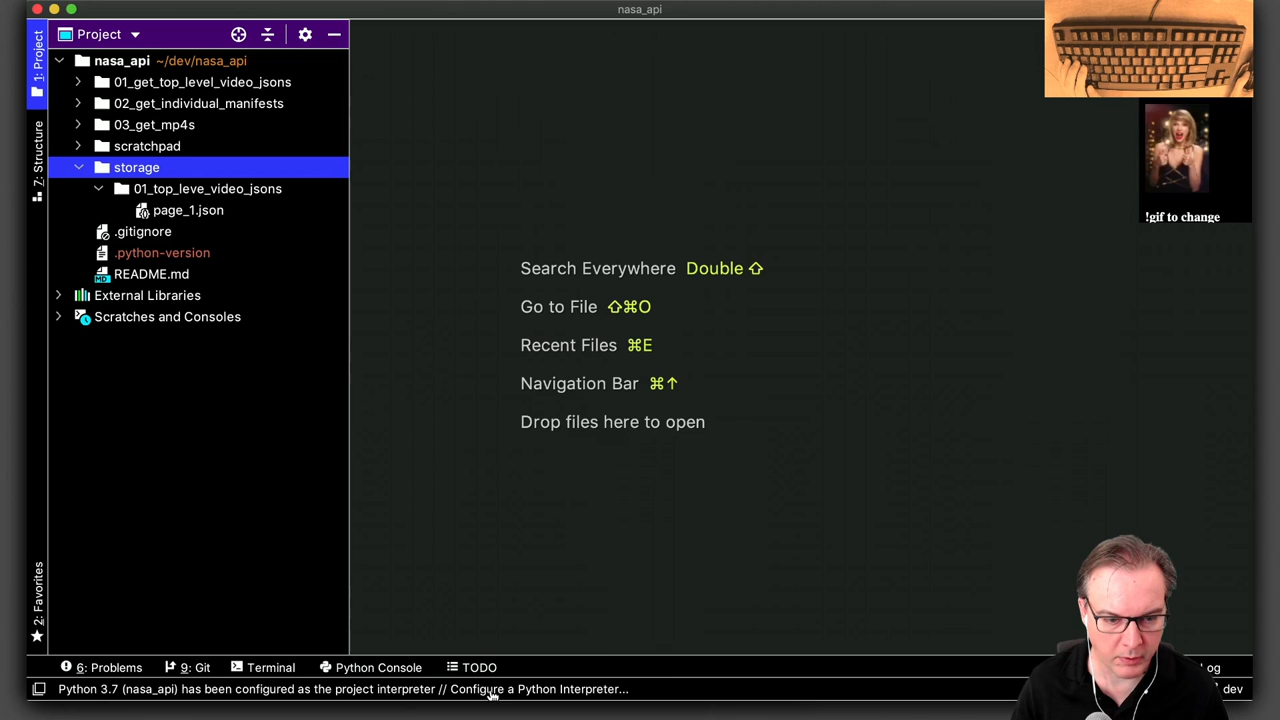 nasa_api
1: Project
Project
nasa_api ~/dev/nasa_api
01_get_top_level_video_jsons
02_get_individual_manifests
03_get_mp4s
scratchpad
storage
01_top_leve_video_jsons
page_1.json
.gitignore
.python-version
README.md
External Libraries
Scratches and Consoles
7: Structure
2: Favorites
Search Everywhere Double ⇧
Go to File ⇧⌘O
Recent Files ⌘E
Navigation Bar ⌘↑
Drop files here to open
!gif to change
6: Problems
9: Git
Terminal
Python Console
TODO
Python 3.7 (nasa_api) has been configured as the project interpreter // Configure a Python Interpreter...
dev